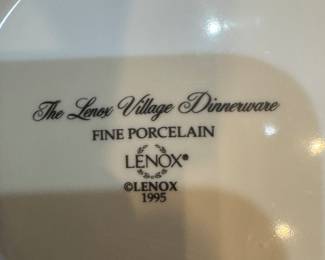 The Lenox Village Dinnerware
FINE PORCELAIN
LENOX®
©LENOX
1995